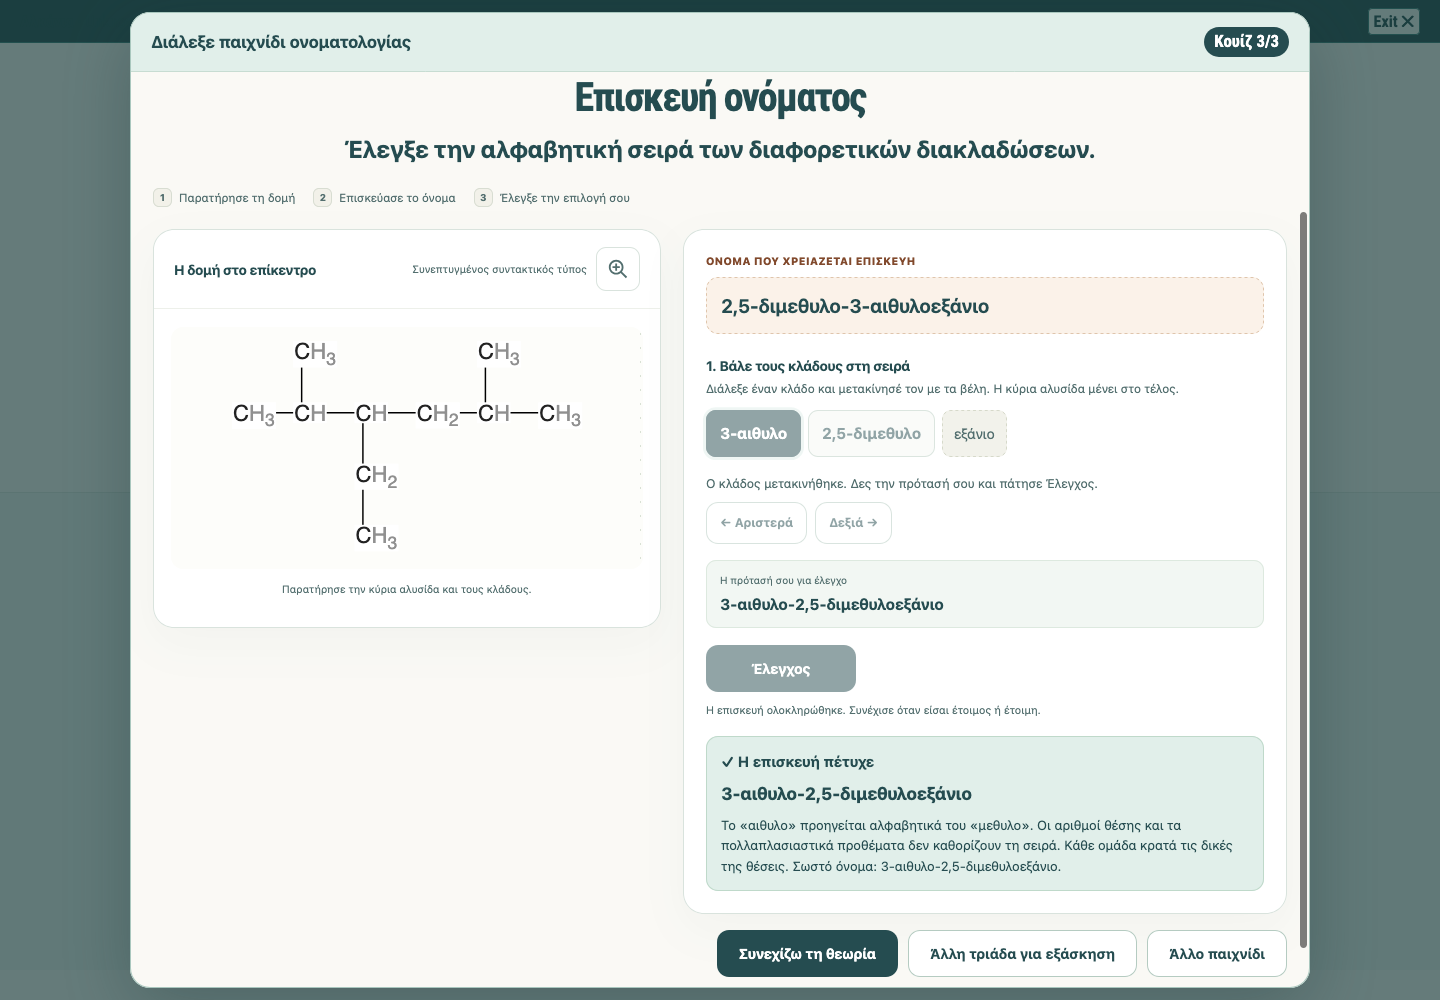 Exit ✕
Διάλεξε παιχνίδι ονοματολογίας
Κουίζ 3/3
Επισκευή ονόματος
Έλεγξε την αλφαβητική σειρά των διαφορετικών διακλαδώσεων.
1 Παρατήρησε τη δομή 2 Επισκεύασε το όνομα 3 Έλεγξε την επιλογή σου
Η δομή στο επίκεντρο
Συνεπτυγμένος συντακτικός τύπος
CH3 CH3
CH3—CH—CH—CH2—CH—CH3
CH2
CH3
Παρατήρησε την κύρια αλυσίδα και τους κλάδους.
ΟΝΟΜΑ ΠΟΥ ΧΡΕΙΑΖΕΤΑΙ ΕΠΙΣΚΕΥΗ
2,5-διμεθυλο-3-αιθυλοεξάνιο
1. Βάλε τους κλάδους στη σειρά
Διάλεξε έναν κλάδο και μετακίνησέ τον με τα βέλη. Η κύρια αλυσίδα μένει στο τέλος.
3-αιθυλο 2,5-διμεθυλο εξάνιο
Ο κλάδος μετακινήθηκε. Δες την πρότασή σου και πάτησε Έλεγχος.
← Αριστερά Δεξιά →
Η πρότασή σου για έλεγχο
3-αιθυλο-2,5-διμεθυλοεξάνιο
Έλεγχος
Η επισκευή ολοκληρώθηκε. Συνέχισε όταν είσαι έτοιμος ή έτοιμη.
✓ Η επισκευή πέτυχε
3-αιθυλο-2,5-διμεθυλοεξάνιο
Το «αιθυλο» προηγείται αλφαβητικά του «μεθυλο». Οι αριθμοί θέσης και τα
πολλαπλασιαστικά προθέματα δεν καθορίζουν τη σειρά. Κάθε ομάδα κρατά τις δικές
της θέσεις. Σωστό όνομα: 3-αιθυλο-2,5-διμεθυλοεξάνιο.
Συνεχίζω τη θεωρία
Άλλη τριάδα για εξάσκηση
Άλλο παιχνίδι